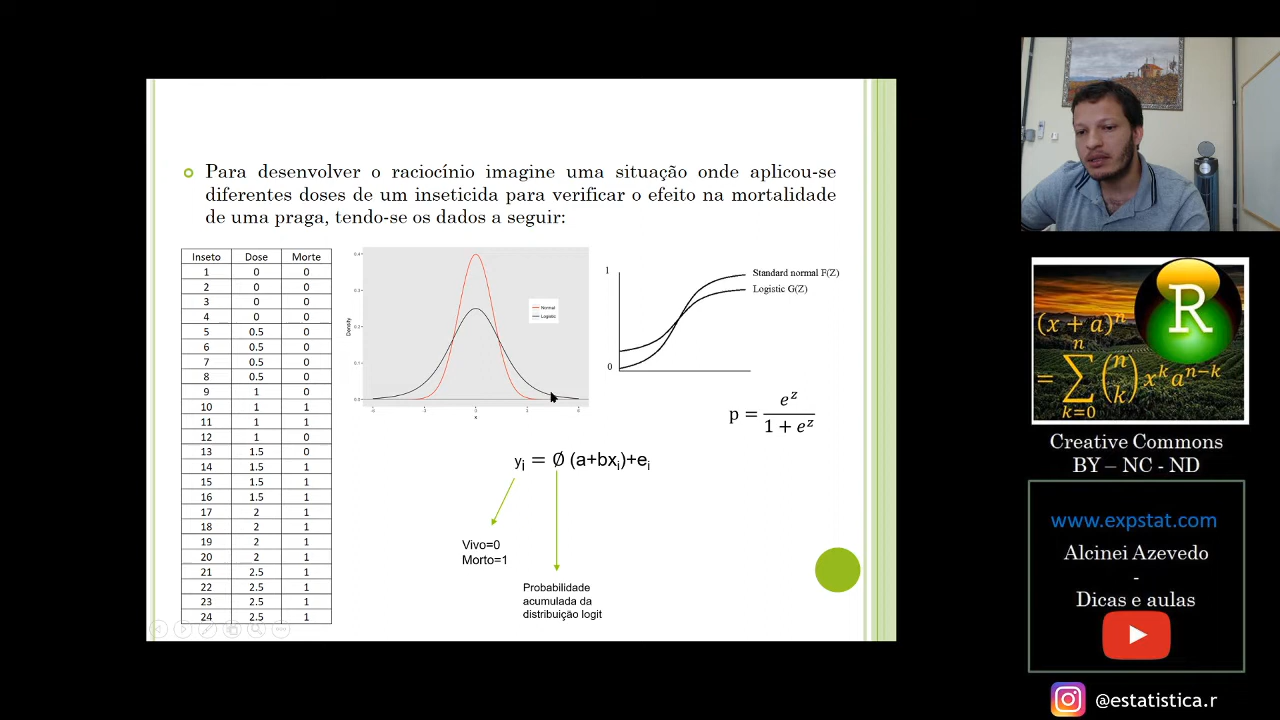 Para desenvolver o raciocínio imagine uma situação onde aplicou-se
diferentes doses de um inseticida para verificar o efeito na mortalidade
de uma praga, tendo-se os dados a seguir:
Inseto Dose Morte
1 0 0
2 0 0
3 0 0
4 0 0
5 0.5 0
6 0.5 0
7 0.5 0
8 0.5 0
9 1 0
10 1 1
11 1 1
12 1 0
13 1.5 0
14 1.5 1
15 1.5 1
16 1.5 1
17 2 1
18 2 1
19 2 1
20 2 1
21 2.5 1
22 2.5 1
23 2.5 1
24 2.5 1
Density
Normal
Logistic
x
1
0
Standard normal F(Z)
Logistic G(Z)
p = e^z / (1 + e^z)
yi = Ø (a+bxi)+ei
Vivo=0
Morto=1
Probabilidade
acumulada da
distribuição logit
R
(x + a)^n
= ∑ n k=0 (n k) x^k a^n-k
Creative Commons
BY – NC - ND
www.expstat.com
Alcinei Azevedo
-
Dicas e aulas
@estatistica.r